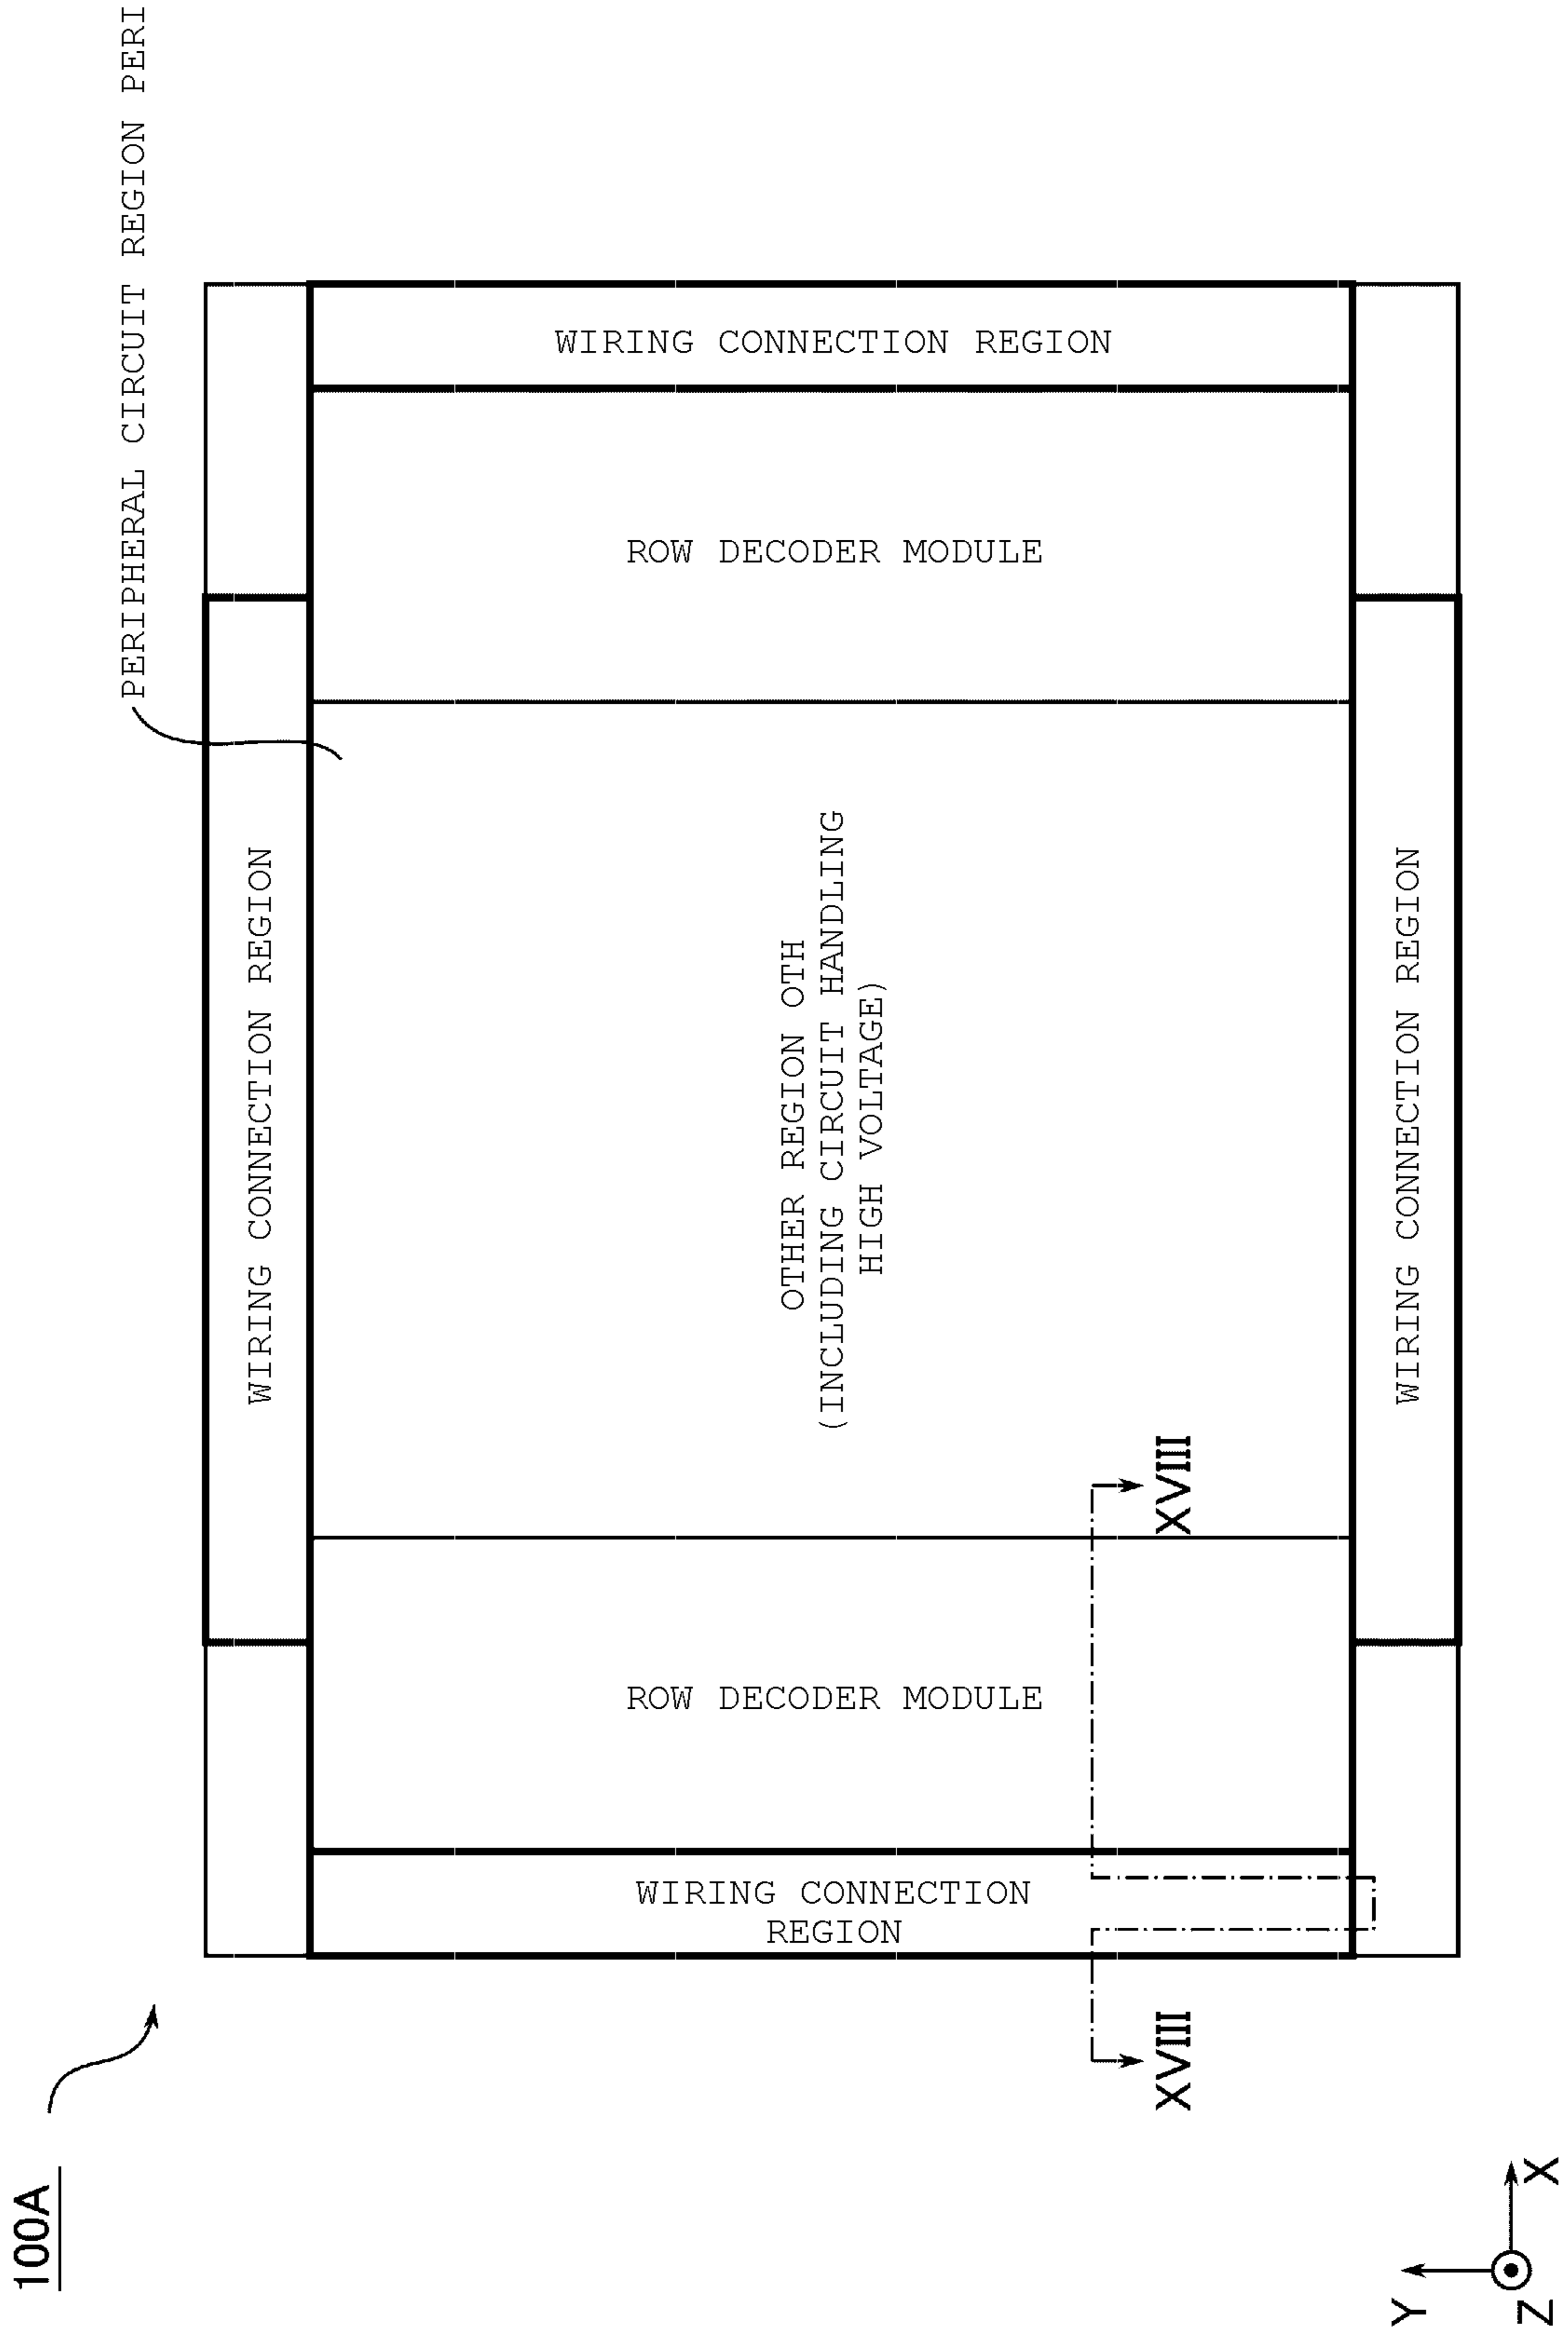 100A
PERIPHERAL CIRCUIT REGION PERI
WIRING CONNECTION REGION
WIRING CONNECTION
REGION
ROW DECODER MODULE
OTHER REGION OTH
(INCLUDING CIRCUIT HANDLING
HIGH VOLTAGE)
ROW DECODER MODULE
WIRING CONNECTION REGION
XVIII
XVIII
WIRING CONNECTION REGION
Y
Z
X